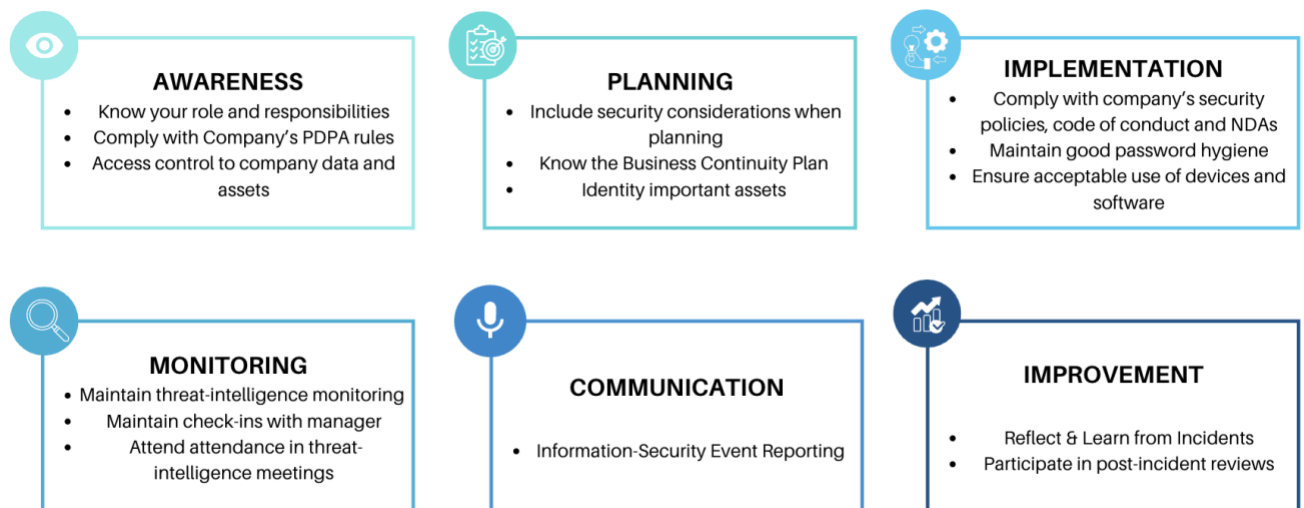 AWARENESS
• Know your role and responsibilities
• Comply with Company's PDPA rules
• Access control to company data and
assets
PLANNING
• Include security considerations when
planning
• Know the Business Continuity Plan
• Identity important assets
IMPLEMENTATION
• Comply with company's security
policies, code of conduct and NDAs
• Maintain good password hygiene
• Ensure acceptable use of devices and
software
MONITORING
• Maintain threat-intelligence monitoring
• Maintain check-ins with manager
• Attend attendance in threat-
intelligence meetings
COMMUNICATION
• Information-Security Event Reporting
IMPROVEMENT
• Reflect & Learn from Incidents
• Participate in post-incident reviews